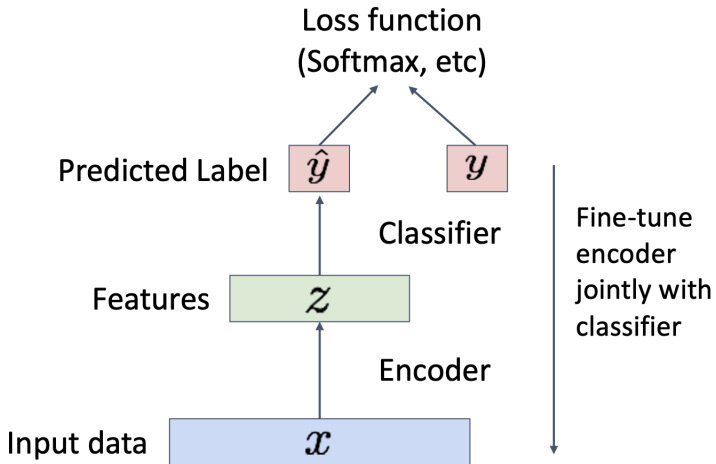 Loss function
(Softmax, etc)
Predicted Label
ŷ
y
Classifier
Fine-tune
encoder
jointly with
classifier
Features
z
Encoder
Input data
x